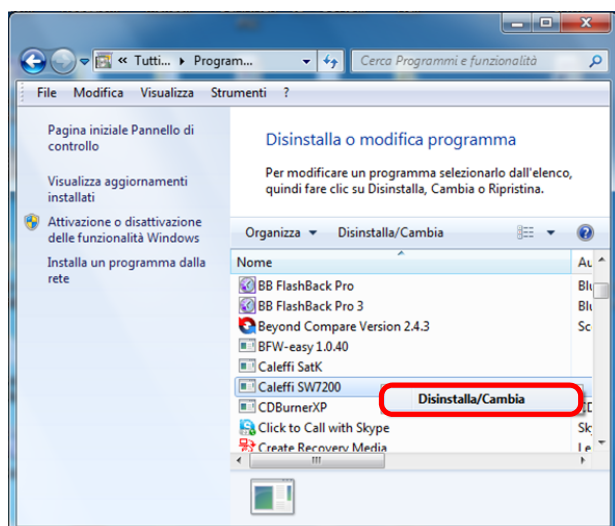 « Tutti... Program...
Cerca Programmi e funzionalità
File Modifica Visualizza Strumenti ?
Pagina iniziale Pannello di
controllo
Visualizza aggiornamenti
installati
Attivazione o disattivazione
delle funzionalità Windows
Installa un programma dalla
rete
Disinstalla o modifica programma
Per modificare un programma selezionarlo dall'elenco,
quindi fare clic su Disinstalla, Cambia o Ripristina.
Organizza Disinstalla/Cambia
Nome
BB FlashBack Pro
BB FlashBack Pro 3
Beyond Compare Version 2.4.3 Sc
BFW-easy 1.0.40
Caleffi SatK
Caleffi SW7200
Disinstalla/Cambia
CDBurnerXP
Click to Call with Skype
Create Recovery Media Le